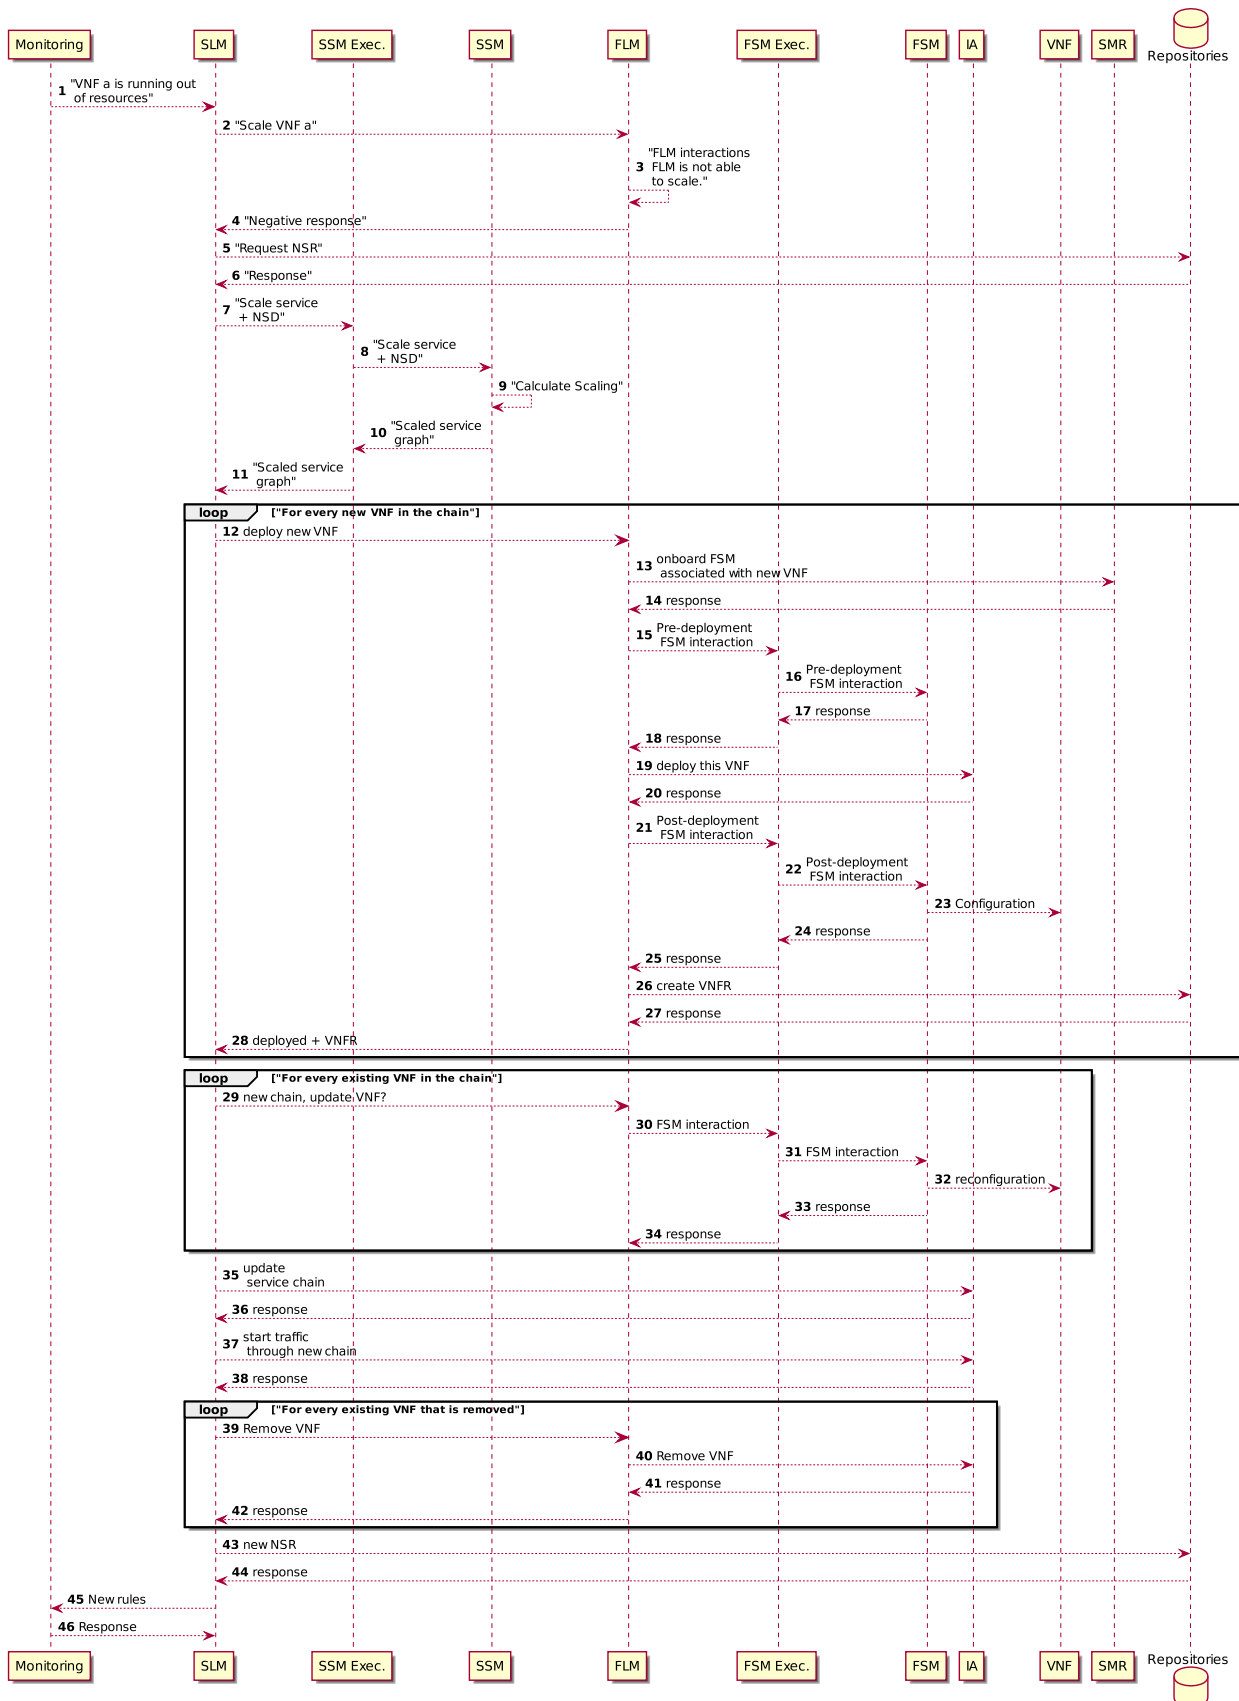 Monitoring SLM SSM Exec. SSM FLM FSM Exec. FSM IA VNF SMR Repositories
1 "VNF a is running out
of resources"
2 "Scale VNF a"
"FLM interactions
3 FLM is not able
to scale."
4 "Negative response"
5 "Request NSR"
6 "Response"
7 "Scale service
+ NSD"
8 "Scale service
+ NSD"
9 "Calculate Scaling"
10 "Scaled service
graph"
11 "Scaled service
graph"
loop ["For every new VNF in the chain"]
12 deploy new VNF
13 onboard FSM
associated with new VNF
14 response
15 Pre-deployment
FSM interaction
16 Pre-deployment
FSM interaction
17 response
18 response
19 deploy this VNF
20 response
21 Post-deployment
FSM interaction
22 Post-deployment
FSM interaction
23 Configuration
24 response
25 response
26 create VNFR
27 response
28 deployed + VNFR
loop ["For every existing VNF in the chain"]
29 new chain, update VNF?
30 FSM interaction
31 FSM interaction
32 reconfiguration
33 response
34 response
35 update
service chain
36 response
37 start traffic
through new chain
38 response
loop ["For every existing VNF that is removed"]
39 Remove VNF
40 Remove VNF
41 response
42 response
43 new NSR
44 response
45 New rules
46 Response
Monitoring SLM SSM Exec. SSM FLM FSM Exec. FSM IA VNF SMR Repositories